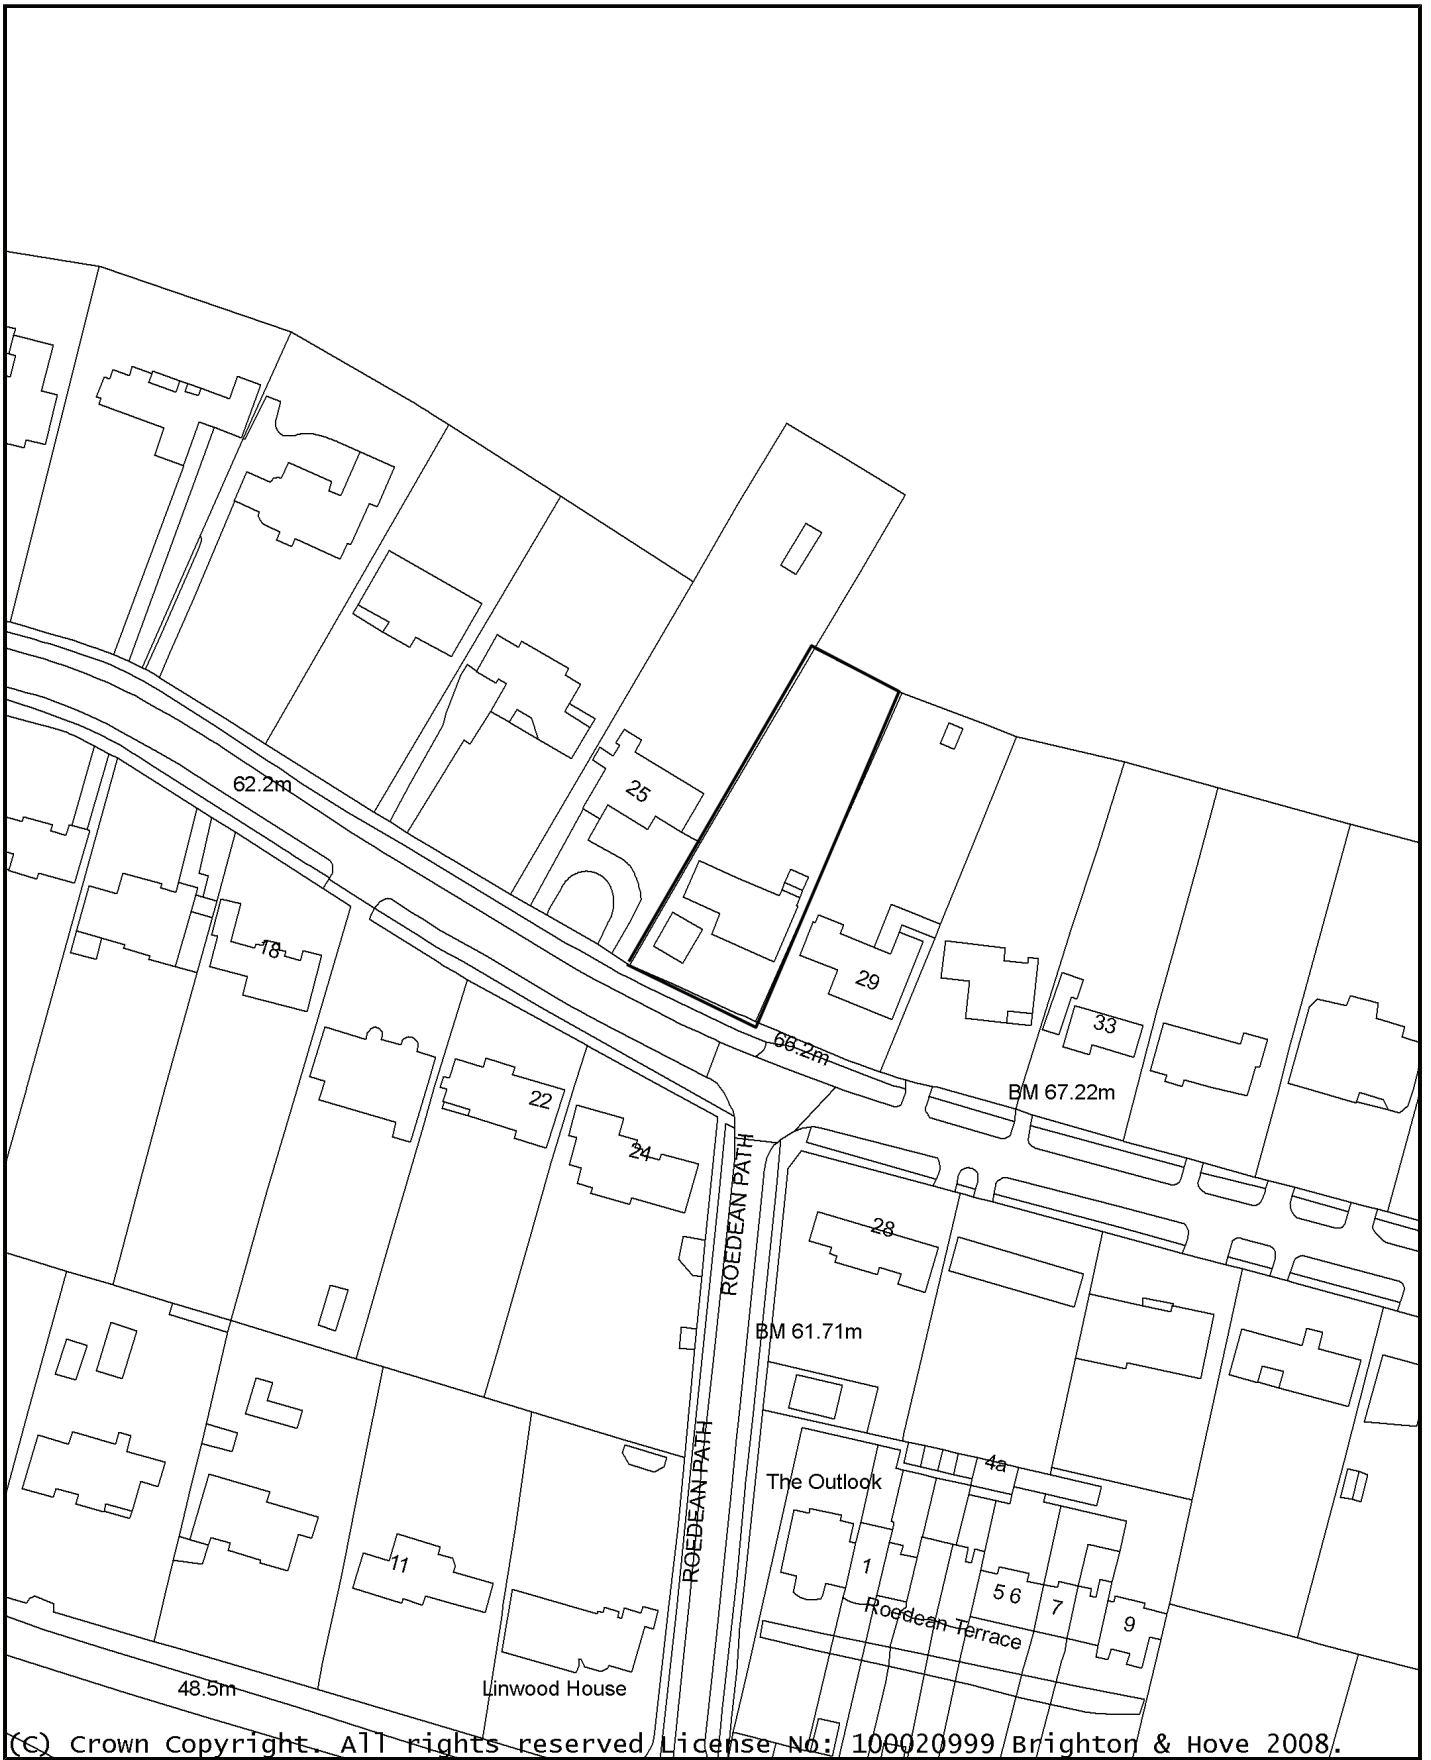 62.2m
25
18
29
33
66.2m
BM 67.22m
22
24
ROEDEAN PATH
28
BM 61.71m
ROEDEAN PATH
4a
The Outlook
11
1
5 6
7
9
Roedean Terrace
48.5m
Linwood House
(c) Crown Copyright. All rights reserved License No: 100020999 Brighton & Hove 2008.